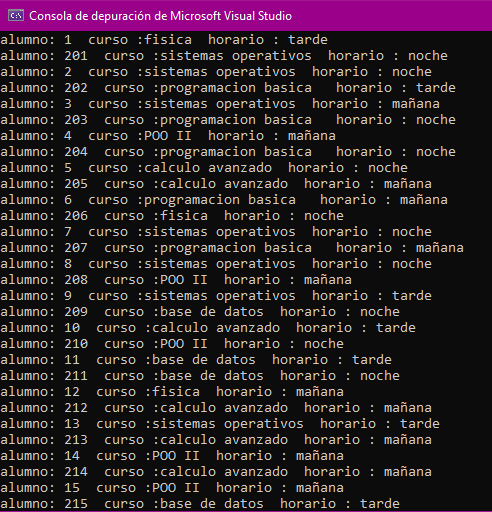 Consola de depuración de Microsoft Visual Studio
alumno: 1  curso :fisica  horario : tarde
alumno: 201  curso :sistemas operativos  horario : noche
alumno: 2  curso :sistemas operativos  horario : noche
alumno: 202  curso :programacion basica   horario : tarde
alumno: 3  curso :sistemas operativos  horario : mañana
alumno: 203  curso :programacion basica   horario : noche
alumno: 4  curso :POO II  horario : mañana
alumno: 204  curso :programacion basica   horario : noche
alumno: 5  curso :calculo avanzado  horario : noche
alumno: 205  curso :calculo avanzado  horario : mañana
alumno: 6  curso :programacion basica   horario : mañana
alumno: 206  curso :fisica  horario : noche
alumno: 7  curso :sistemas operativos  horario : noche
alumno: 207  curso :programacion basica   horario : mañana
alumno: 8  curso :sistemas operativos  horario : noche
alumno: 208  curso :POO II  horario : mañana
alumno: 9  curso :sistemas operativos  horario : tarde
alumno: 209  curso :base de datos  horario : noche
alumno: 10  curso :calculo avanzado  horario : tarde
alumno: 210  curso :POO II  horario : noche
alumno: 11  curso :base de datos  horario : tarde
alumno: 211  curso :base de datos  horario : noche
alumno: 12  curso :fisica  horario : mañana
alumno: 212  curso :calculo avanzado  horario : mañana
alumno: 13  curso :sistemas operativos  horario : tarde
alumno: 213  curso :calculo avanzado  horario : mañana
alumno: 14  curso :POO II  horario : mañana
alumno: 214  curso :calculo avanzado  horario : mañana
alumno: 15  curso :POO II  horario : mañana
alumno: 215  curso :base de datos  horario : tarde